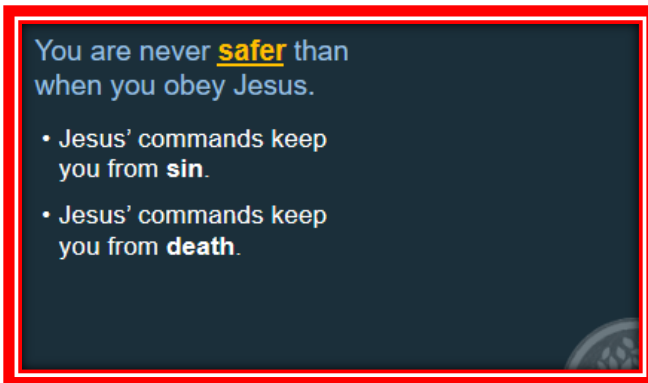 You are never safer than
when you obey Jesus.
• Jesus’ commands keep
you from sin.
• Jesus’ commands keep
you from death.